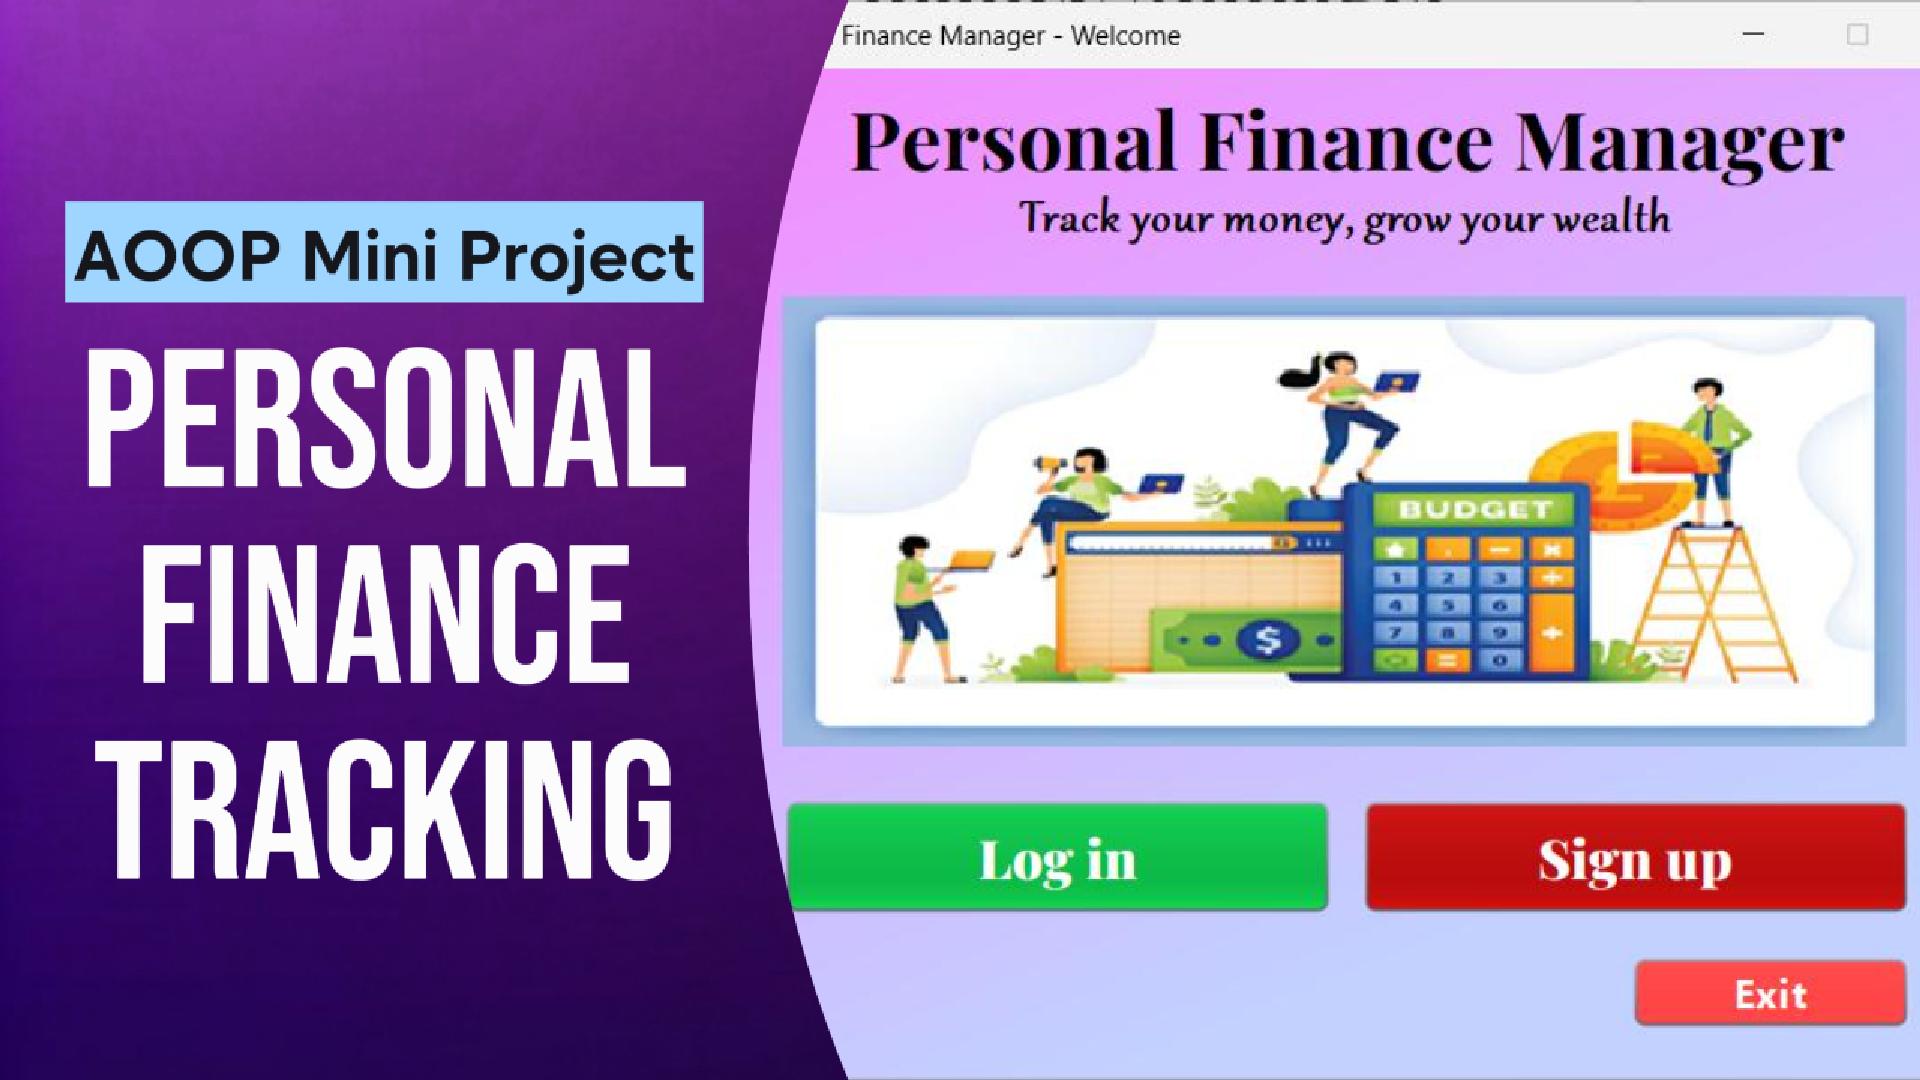 AOOP Mini Project
PERSONAL
FINANCE
TRACKING
Finance Manager - Welcome
Personal Finance Manager
Track your money, grow your wealth
BUDGET
1 2 3
4 5 6
7 8 9
0
$
Log in
Sign up
Exit